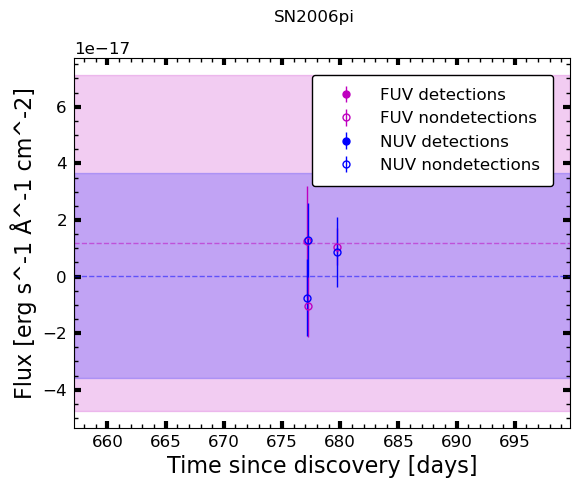 SN2006pi
1e−17
FUV detections
FUV nondetections
NUV detections
NUV nondetections
6
4
2
0
−2
−4
Flux [erg s^-1 Å^-1 cm^-2]
660 665 670 675 680 685 690 695
Time since discovery [days]